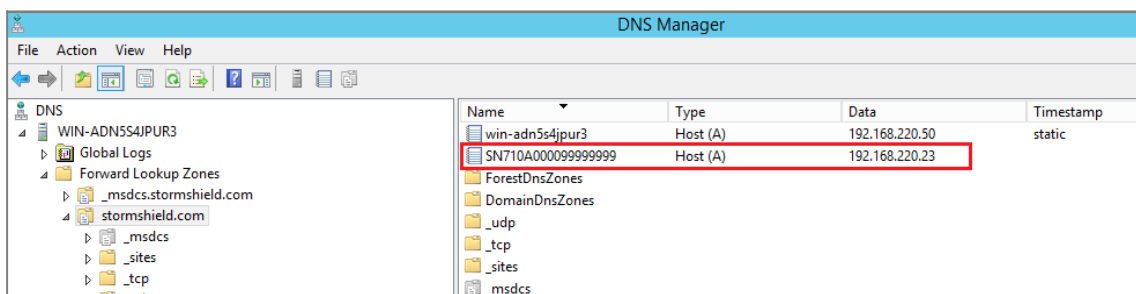 DNS Manager
File Action View Help
DNS
WIN-ADN5S4JPUR3
Global Logs
Forward Lookup Zones
_msdcs.stormshield.com
stormshield.com
_msdcs
_sites
_tcp
Name Type Data Timestamp
win-adn5s4jpur3 Host (A) 192.168.220.50 static
SN710A000099999999 Host (A) 192.168.220.23
ForestDnsZones
DomainDnsZones
_udp
_tcp
_sites
_msdcs